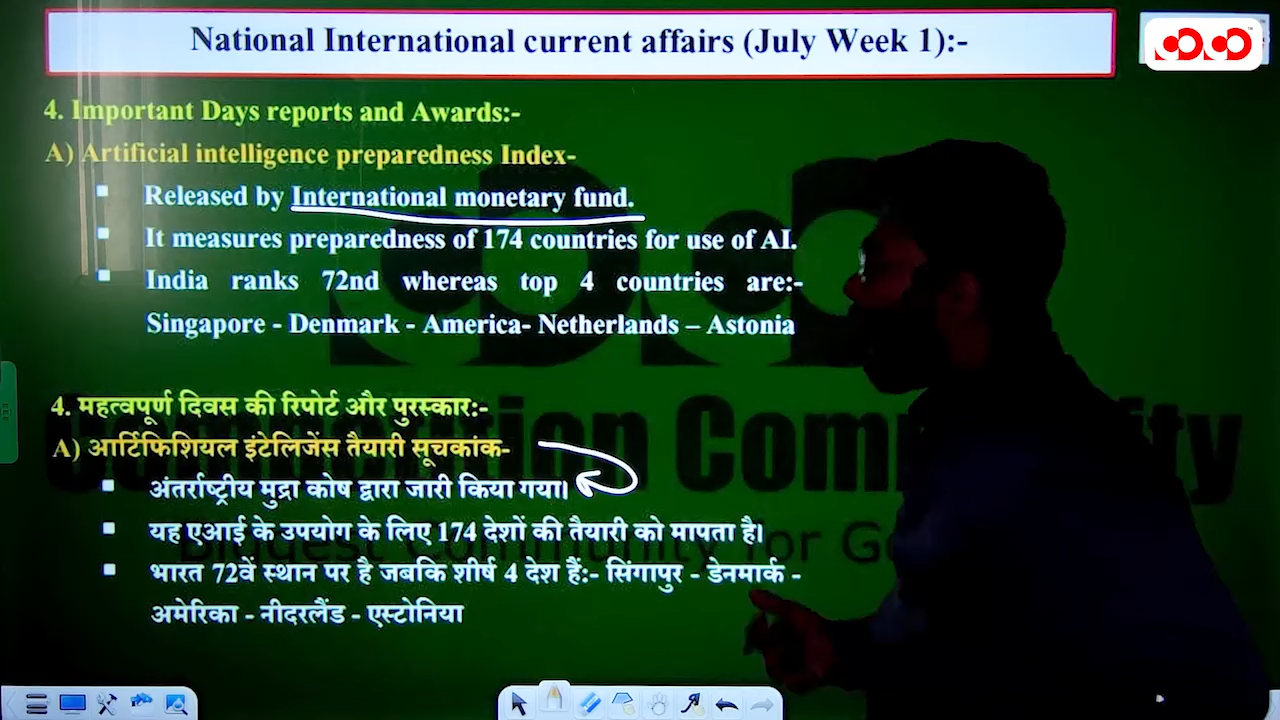 National International current affairs (July Week 1):-
4. Important Days reports and Awards:-
A) Artificial intelligence preparedness Index-
▪ Released by International monetary fund.
▪ It measures preparedness of 174 countries for use of AI.
▪ India ranks 72nd whereas top 4 countries are:-
Singapore - Denmark - America- Netherlands – Astonia
4. महत्वपूर्ण दिवस की रिपोर्ट और पुरस्कार:-
A) आर्टिफिशियल इंटेलिजेंस तैयारी सूचकांक-
▪ अंतर्राष्ट्रीय मुद्रा कोष द्वारा जारी किया गया।
▪ यह एआई के उपयोग के लिए 174 देशों की तैयारी को मापता है।
▪ भारत 72वें स्थान पर है जबकि शीर्ष 4 देश हैं:- सिंगापुर - डेनमार्क -
अमेरिका - नीदरलैंड - एस्टोनिया